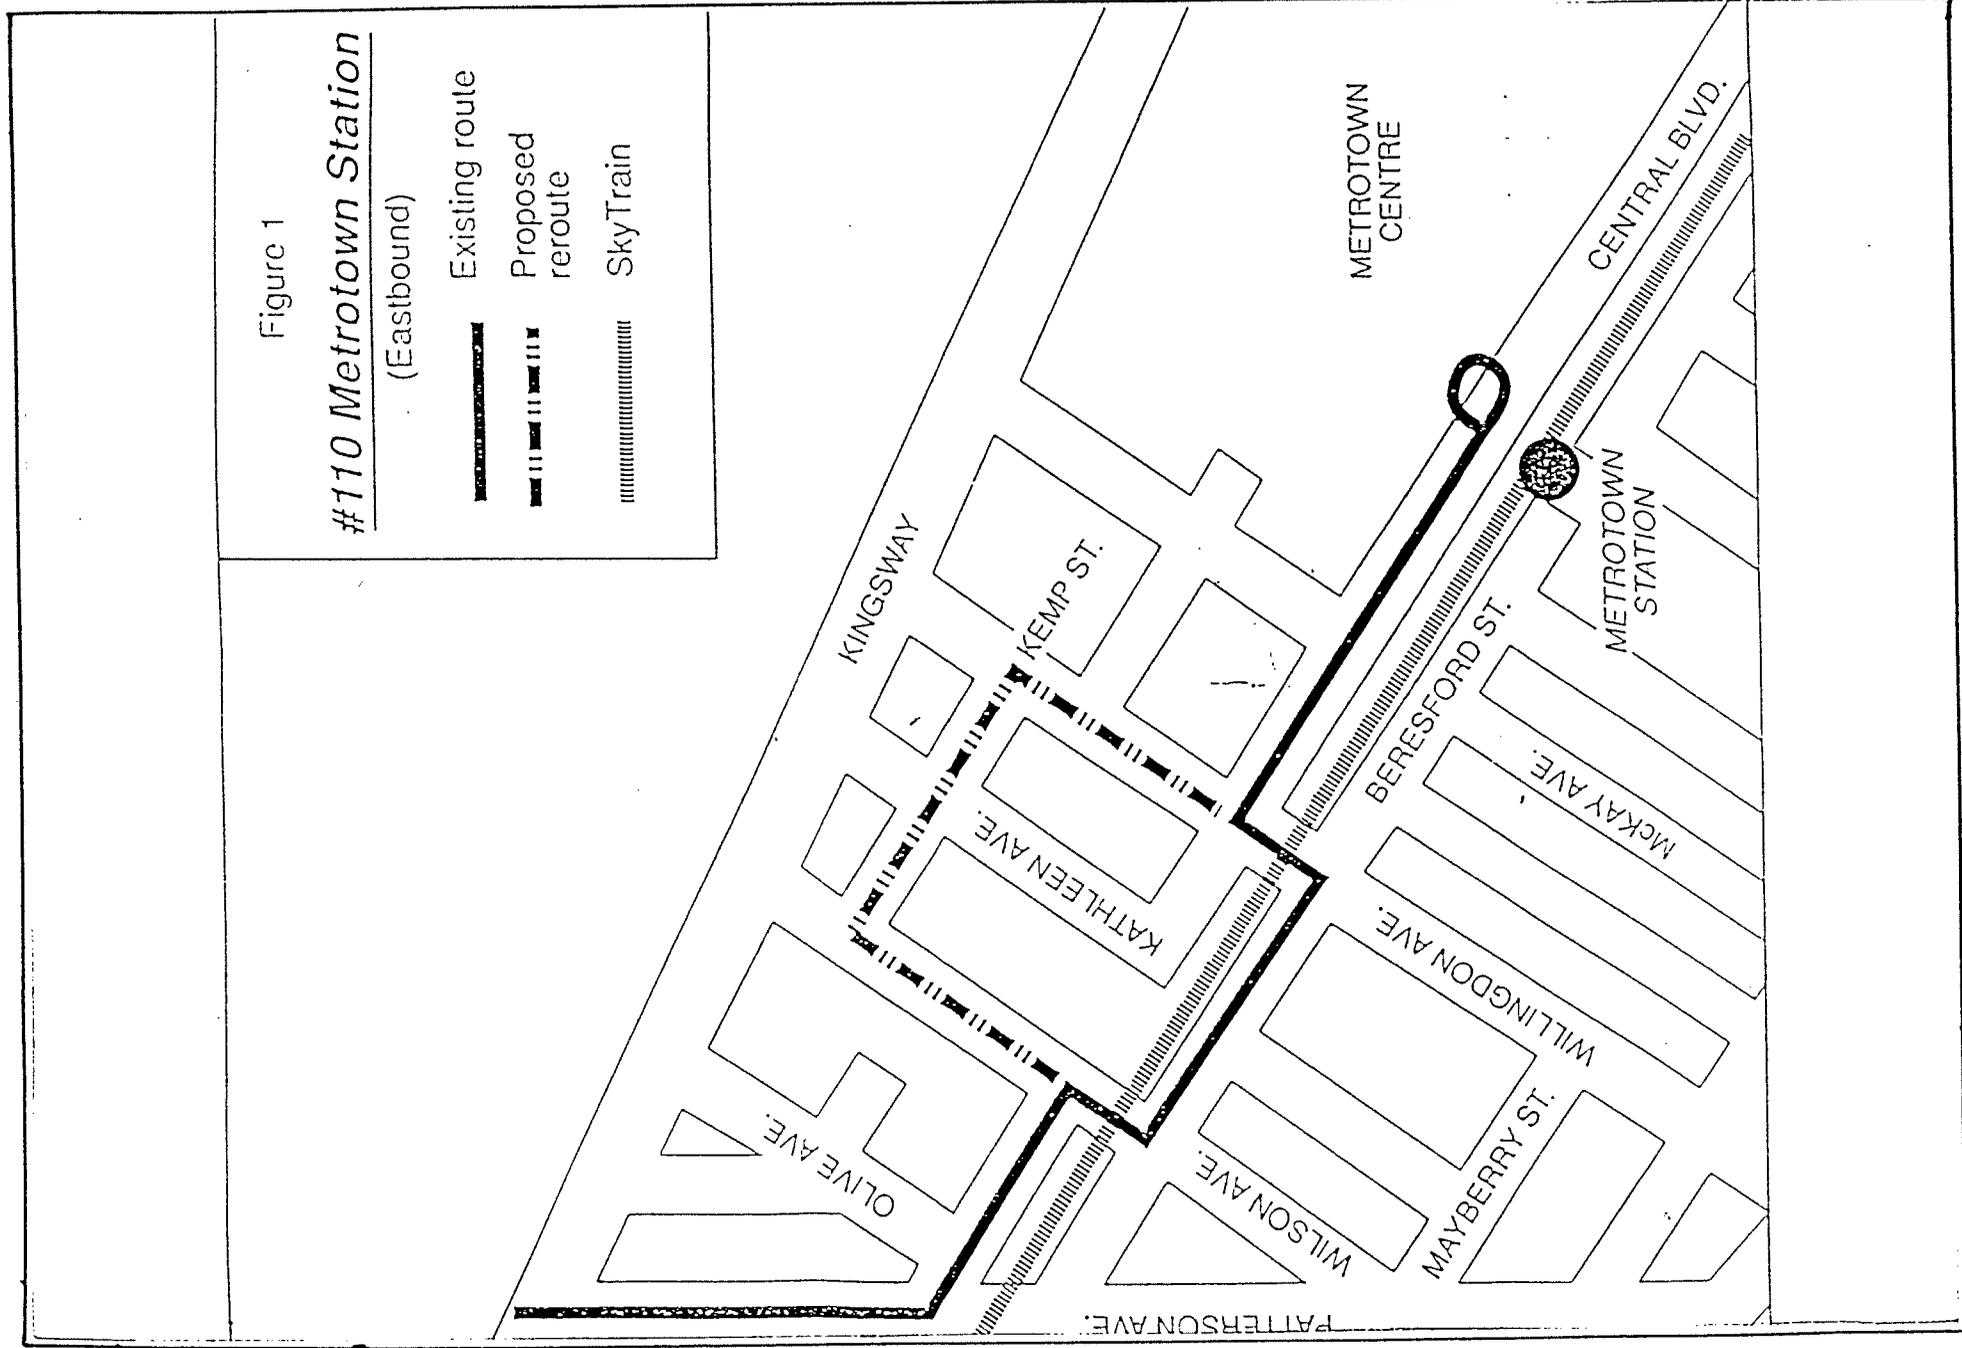 Figure 1
#110 Metrotown Station
(Eastbound)
Existing route
Proposed
reroute
SkyTrain
KINGSWAY
KEMP ST.
METROTOWN
CENTRE
CENTRAL BLVD.
METROTOWN
STATION
BERESFORD ST.
McKAY AVE.
KATHLEEN AVE.
WILLINGDON AVE.
OLIVE AVE.
WILSON AVE.
MAYBERRY ST.
PATTERSON AVE.